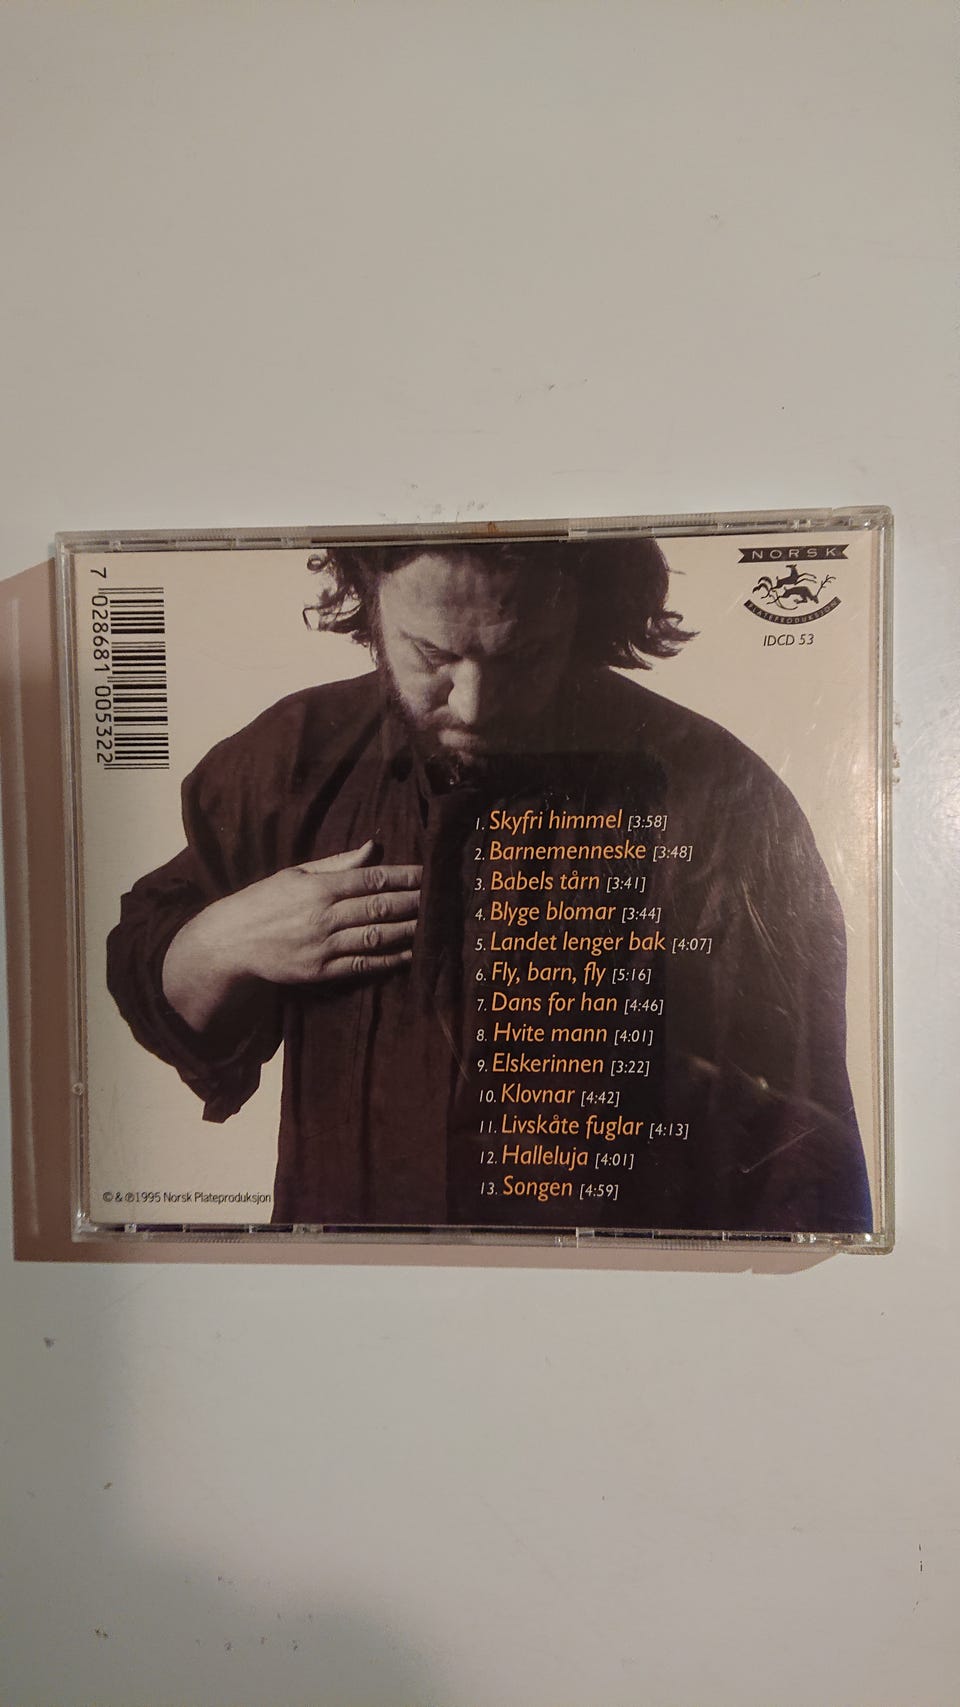 NORSK
PLATEPRODUKSJON
IDCD 53
7 028681 005322
1. Skyfri himmel [3:58]
2. Barnemenneske [3:48]
3. Babels tårn [3:41]
4. Blyge blomar [3:44]
5. Landet lenger bak [4:07]
6. Fly, barn, fly [5:16]
7. Dans for han [4:46]
8. Hvite mann [4:01]
9. Elskerinnen [3:22]
10. Klovnar [4:42]
11. Livskåte fuglar [4:13]
12. Halleluja [4:01]
13. Songen [4:59]
© & ℗1995 Norsk Plateproduksjon